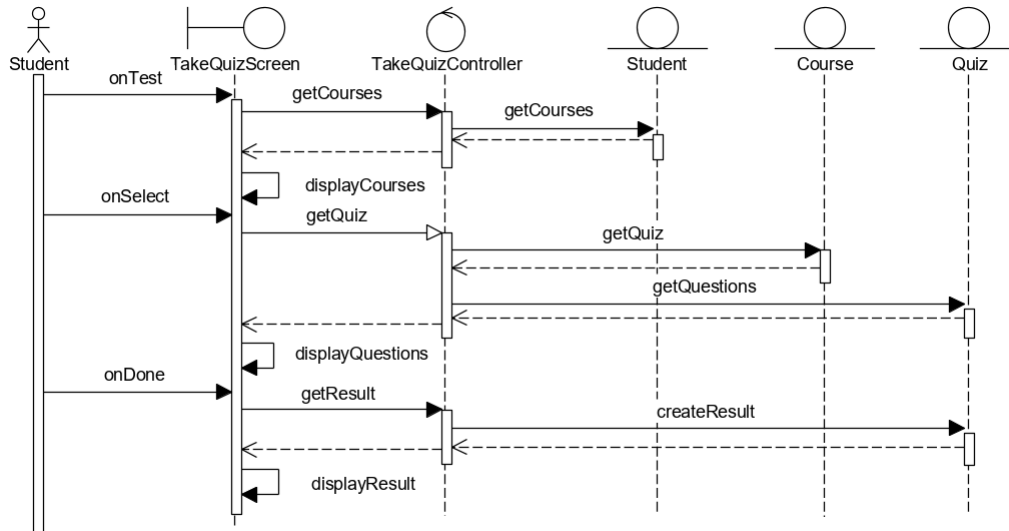 Student
TakeQuizScreen
TakeQuizController
Student
Course
Quiz
onTest
getCourses
getCourses
displayCourses
onSelect
getQuiz
getQuiz
getQuestions
displayQuestions
onDone
getResult
createResult
displayResult